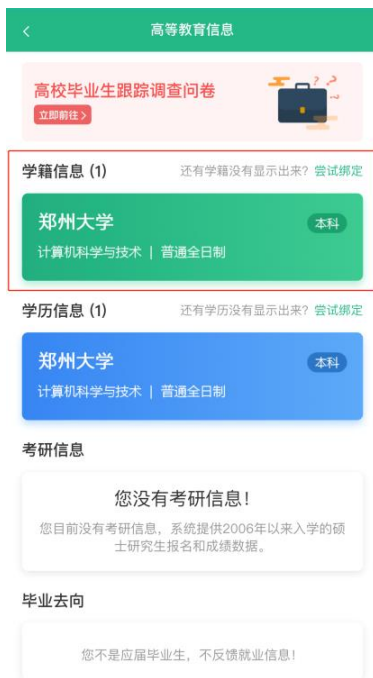 高等教育信息
高校毕业生跟踪调查问卷
立即前往>
学籍信息 (1) 还有学籍没有显示出来? 尝试绑定
郑州大学 本科
计算机科学与技术 | 普通全日制
学历信息 (1) 还有学历没有显示出来? 尝试绑定
郑州大学 本科
计算机科学与技术 | 普通全日制
考研信息
您没有考研信息!
您目前没有考研信息，系统提供2006年以来入学的硕
士研究生报名和成绩数据。
毕业去向
您不是应届毕业生，不反馈就业信息!